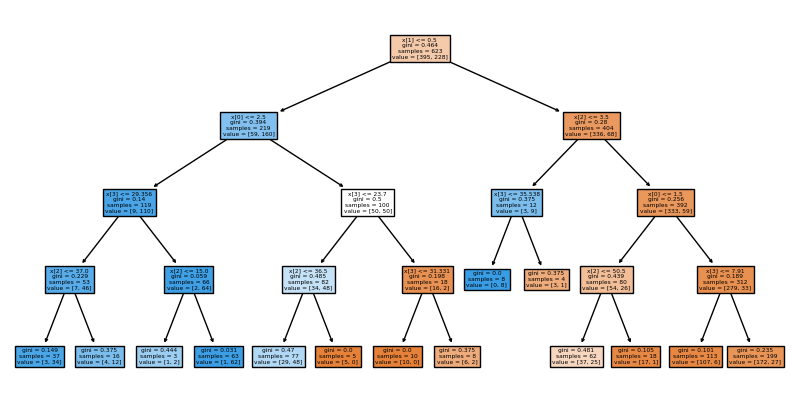 x[1] <= 0.5
gini = 0.464
samples = 623
value = [395, 228]
x[0] <= 2.5
gini = 0.394
samples = 219
value = [59, 160]
x[2] <= 3.5
gini = 0.28
samples = 404
value = [336, 68]
x[3] <= 29.356
gini = 0.14
samples = 119
value = [9, 110]
x[3] <= 23.7
gini = 0.5
samples = 100
value = [50, 50]
x[3] <= 35.538
gini = 0.375
samples = 12
value = [3, 9]
x[0] <= 1.5
gini = 0.256
samples = 392
value = [333, 59]
x[2] <= 37.0
gini = 0.229
samples = 53
value = [7, 46]
x[2] <= 15.0
gini = 0.059
samples = 66
value = [2, 64]
x[2] <= 36.5
gini = 0.485
samples = 82
value = [34, 48]
x[3] <= 31.331
gini = 0.198
samples = 18
value = [16, 2]
gini = 0.0
samples = 8
value = [0, 8]
gini = 0.375
samples = 4
value = [3, 1]
x[2] <= 50.5
gini = 0.439
samples = 80
value = [54, 26]
x[3] <= 7.91
gini = 0.189
samples = 312
value = [279, 33]
gini = 0.149
samples = 37
value = [3, 34]
gini = 0.375
samples = 16
value = [4, 12]
gini = 0.444
samples = 3
value = [1, 2]
gini = 0.031
samples = 63
value = [1, 62]
gini = 0.47
samples = 77
value = [29, 48]
gini = 0.0
samples = 5
value = [5, 0]
gini = 0.0
samples = 10
value = [10, 0]
gini = 0.375
samples = 8
value = [6, 2]
gini = 0.481
samples = 62
value = [37, 25]
gini = 0.105
samples = 18
value = [17, 1]
gini = 0.101
samples = 113
value = [107, 6]
gini = 0.235
samples = 199
value = [172, 27]